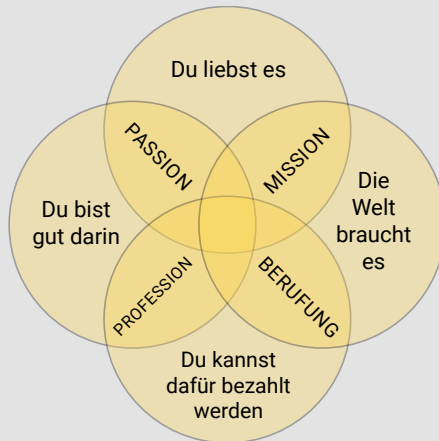 Du liebst es
PASSION
MISSION
Du bist
gut darin
Die
Welt
braucht
es
PROFESSION
BERUFUNG
Du kannst
dafür bezahlt
werden